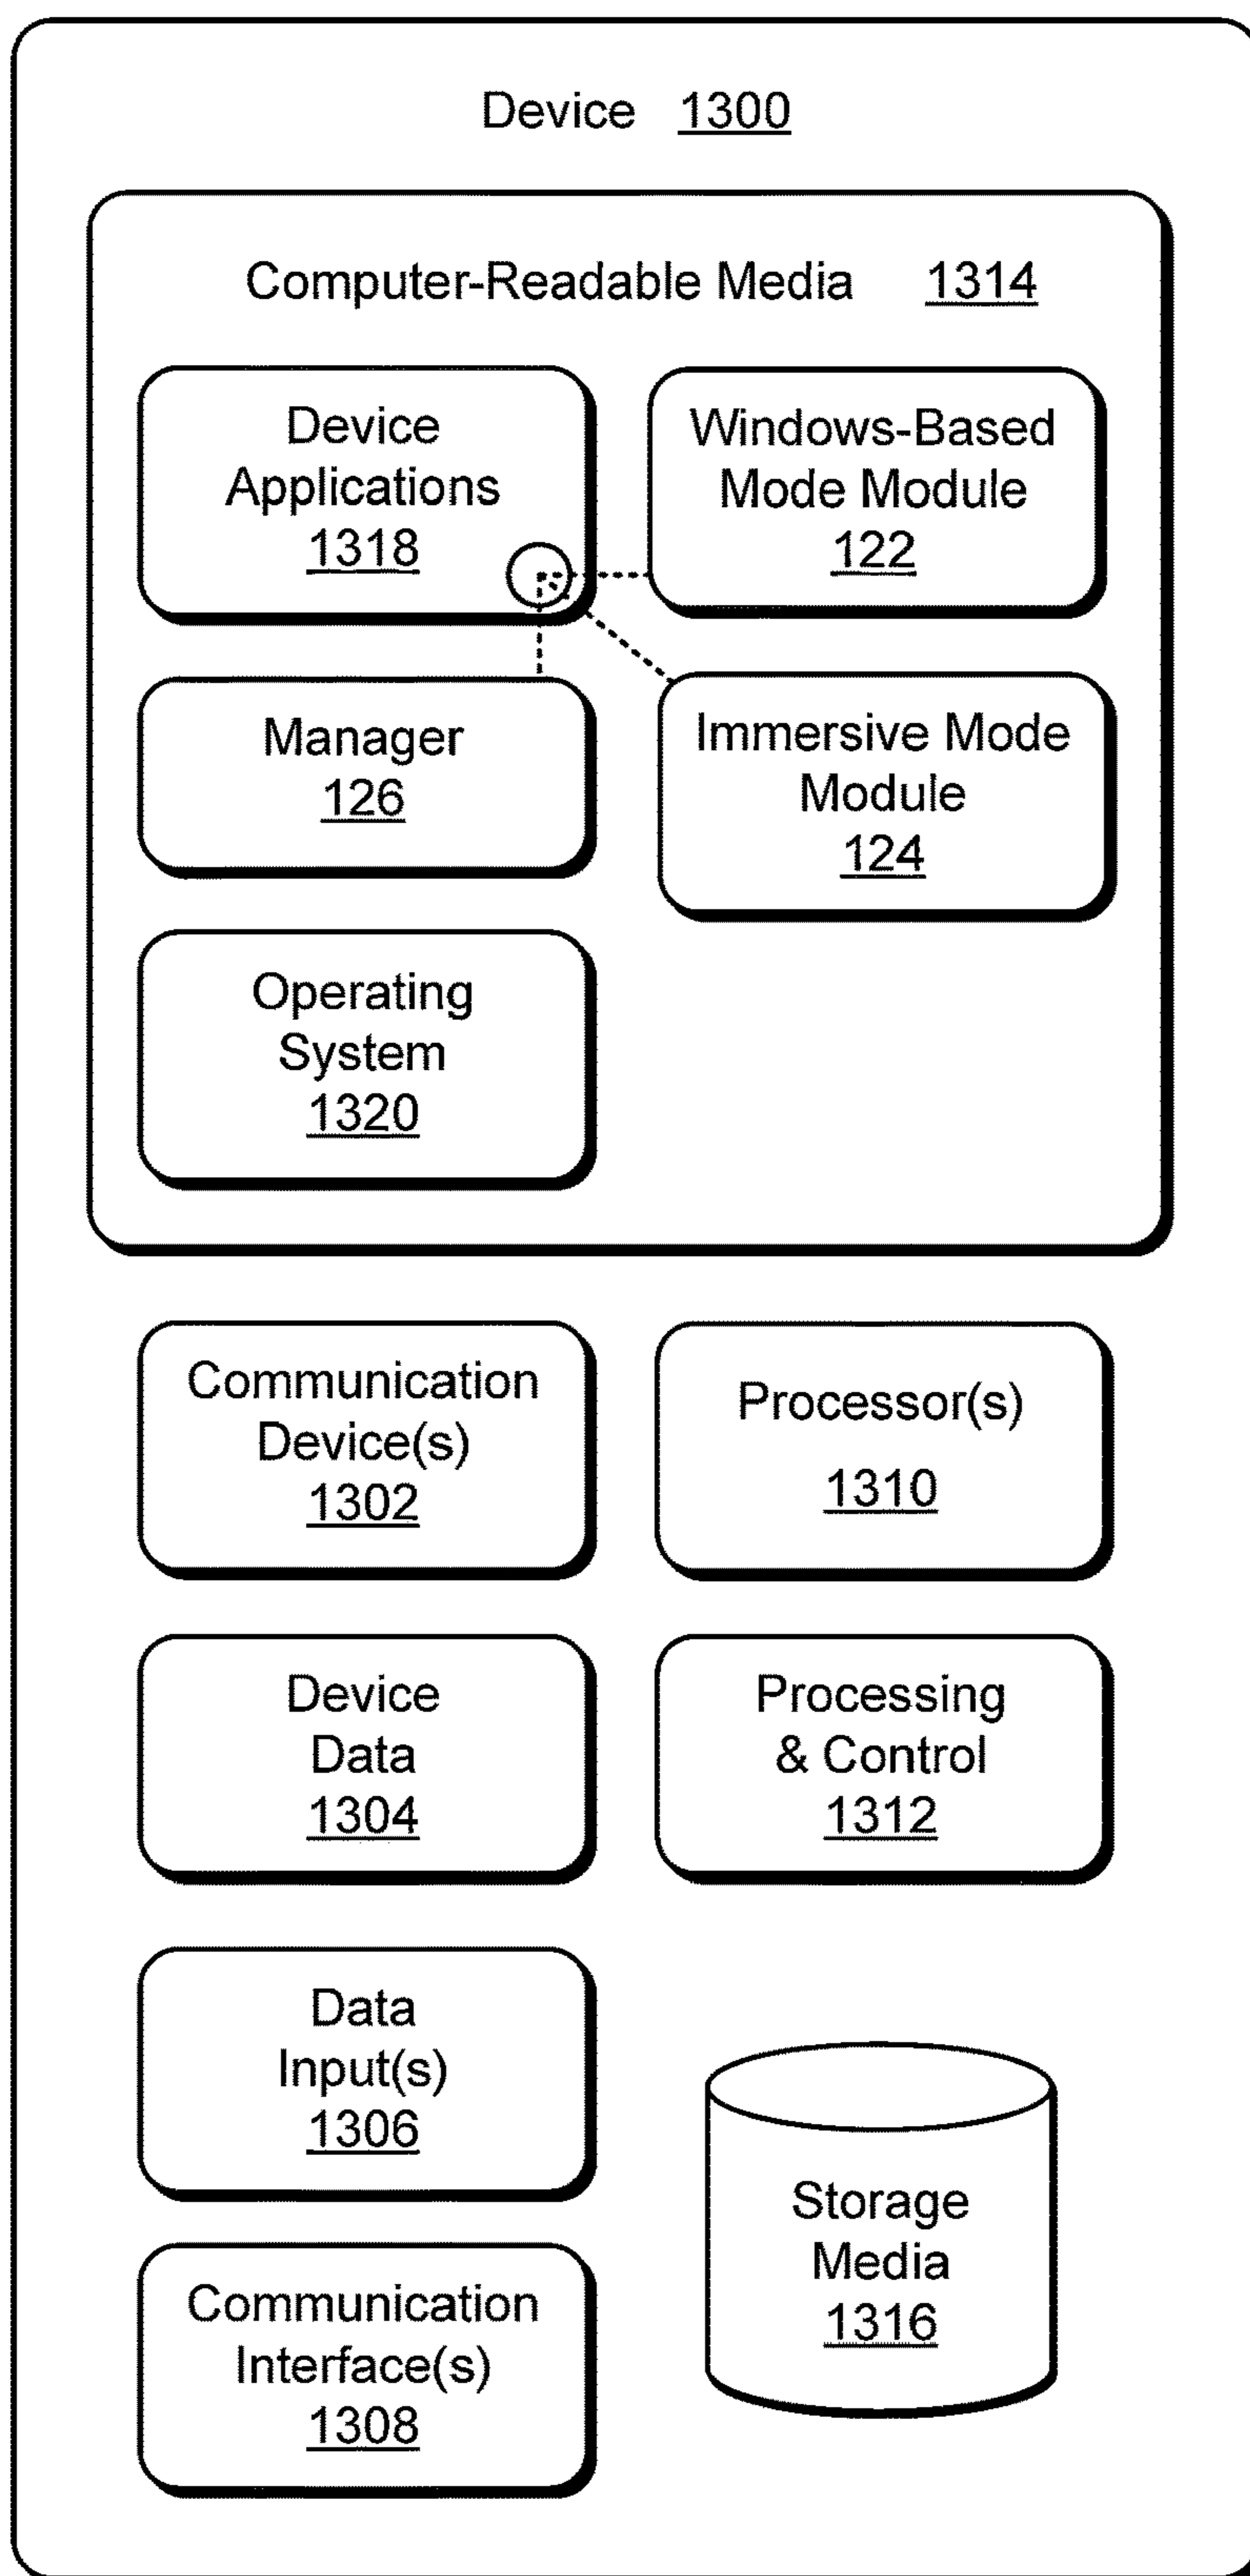 Device 1300
Computer-Readable Media 1314
Device
Applications
1318
Windows-Based
Mode Module
122
Manager
126
Immersive Mode
Module
124
Operating
System
1320
Communication
Device(s)
1302
Processor(s)
1310
Device
Data
1304
Processing
& Control
1312
Data
Input(s)
1306
Storage
Media
1316
Communication
Interface(s)
1308